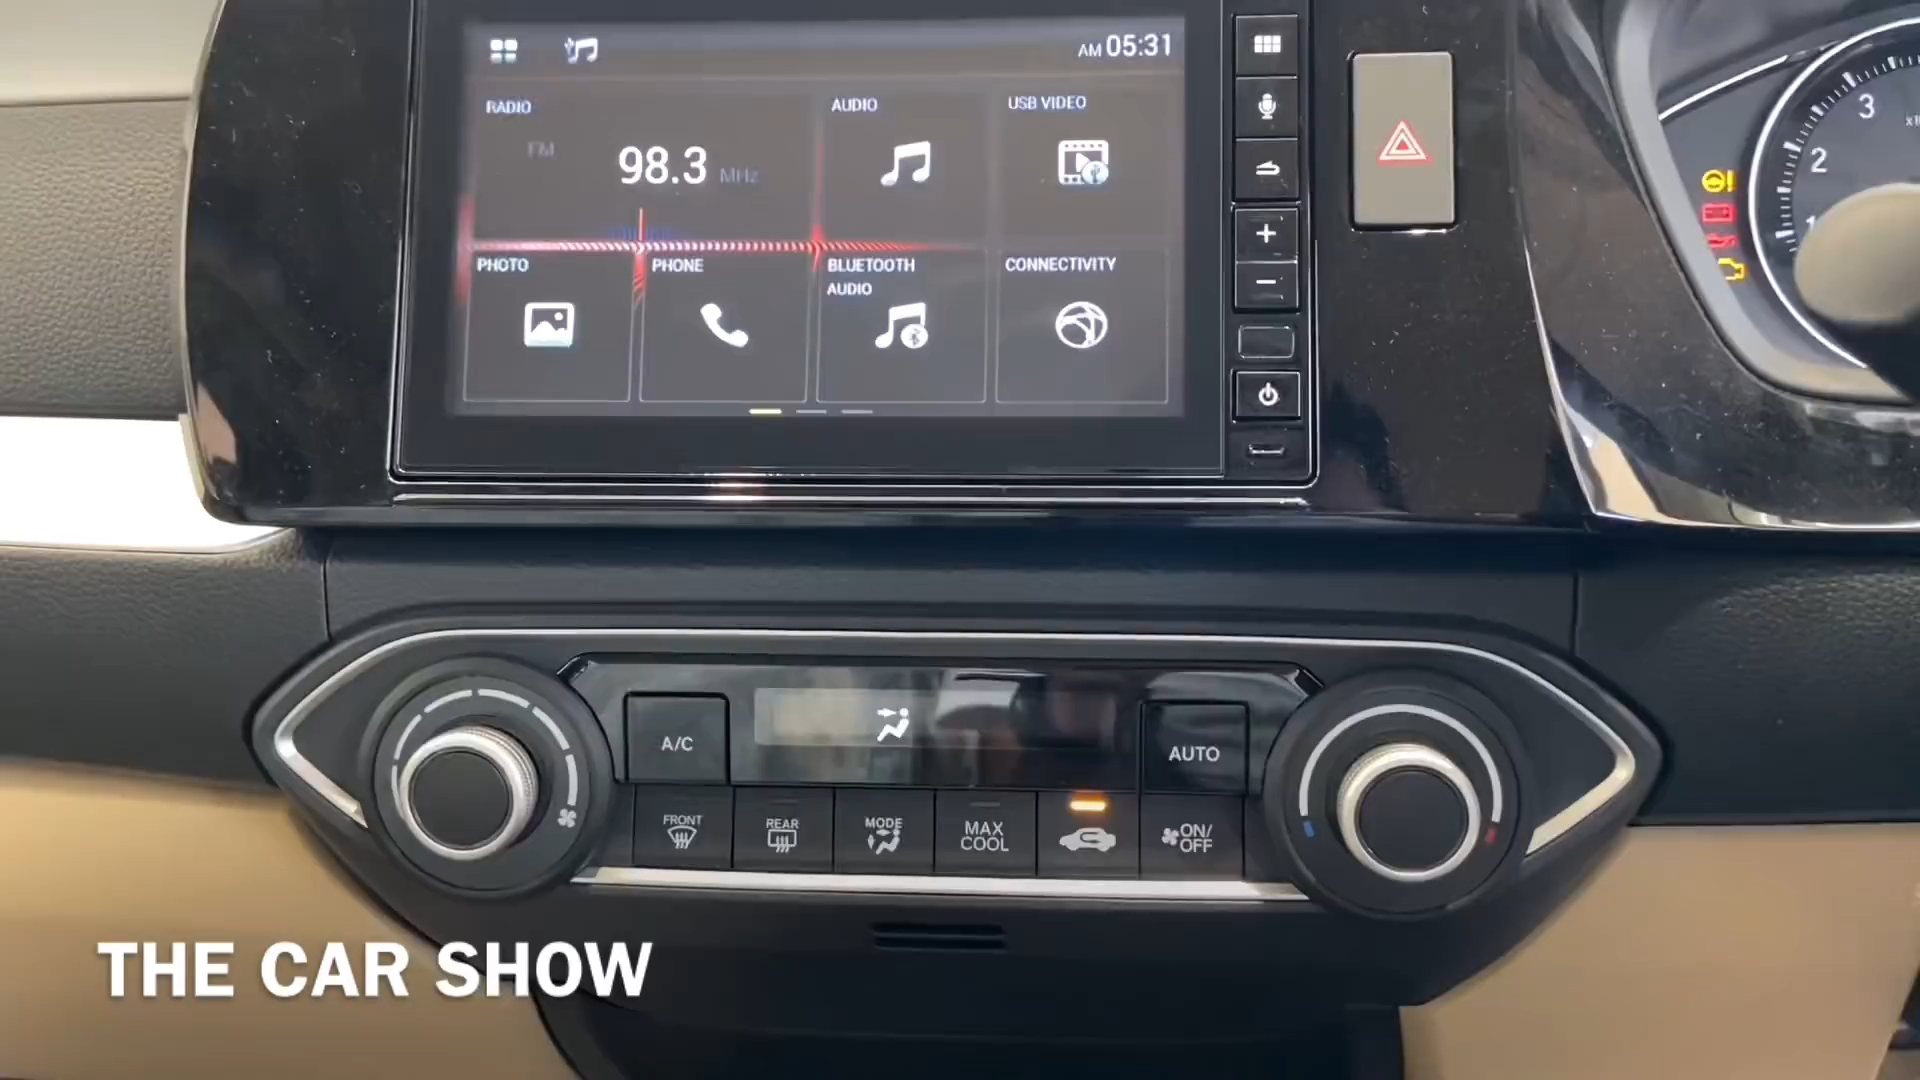 AM 05:31
RADIO
AUDIO
USB VIDEO
FM
98.3 MHz
PHOTO
PHONE
BLUETOOTH
AUDIO
CONNECTIVITY
+
−
3
2
1
A/C
AUTO
FRONT
REAR
MODE
MAX
COOL
ON/
OFF
THE CAR SHOW